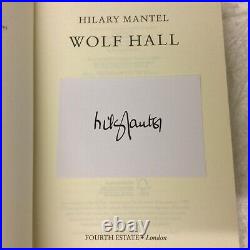 HILARY MANTEL
WOLF HALL
Hilary Mantel
FOURTH ESTATE • London